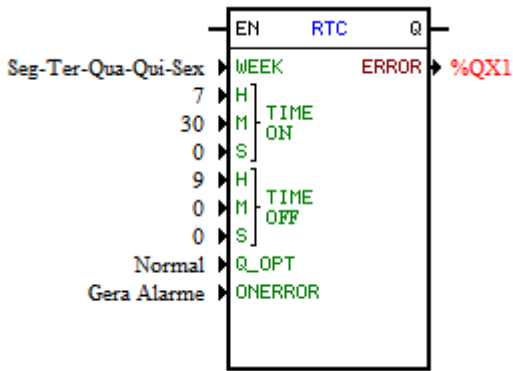 EN RTC Q
Seg-Ter-Qua-Qui-Sex WEEK ERROR %QX1
7 H
TIME
30 M
ON
0 S
9 H
TIME
0 M
OFF
0 S
Normal Q_OPT
Gera Alarme ONERROR